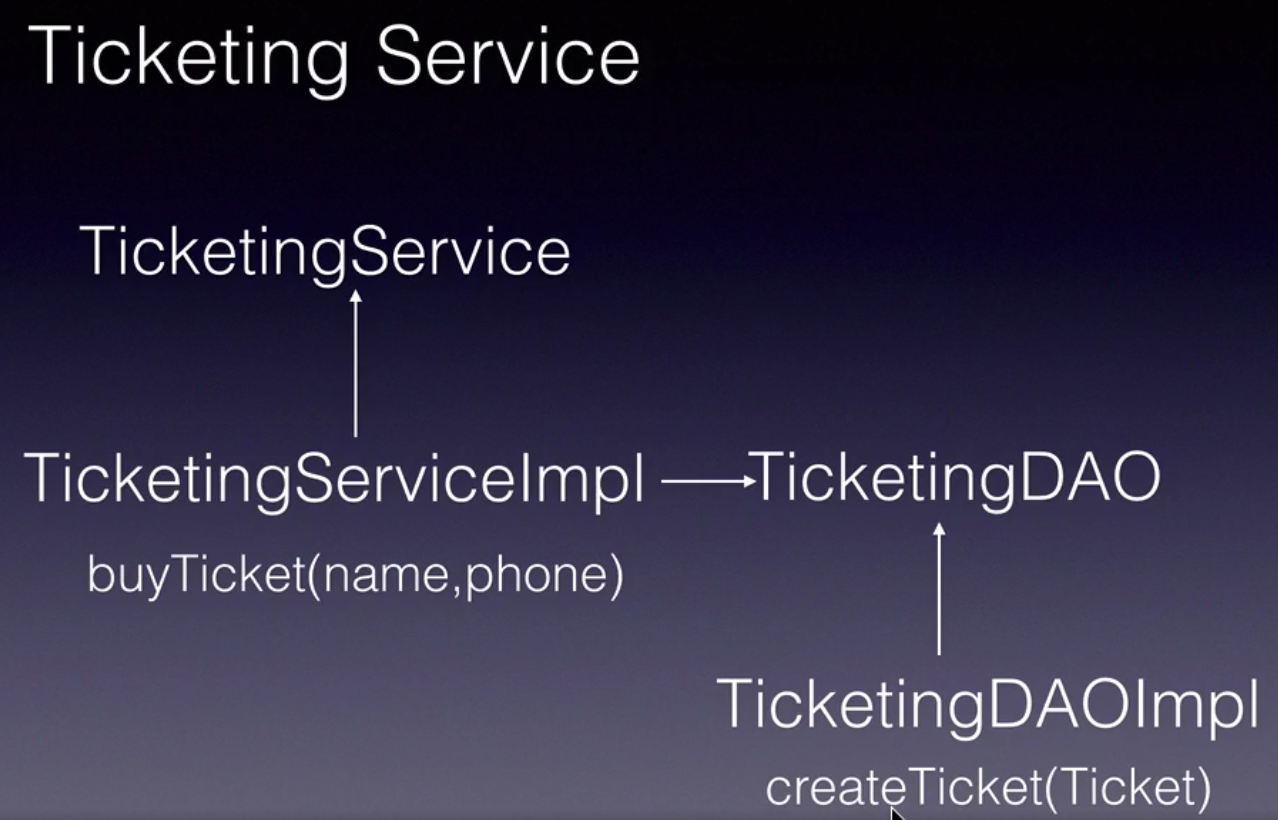 Ticketing Service
TicketingService
TicketingServiceImpl
TicketingDAO
buyTicket(name,phone)
TicketingDAOImpl
createTicket(Ticket)